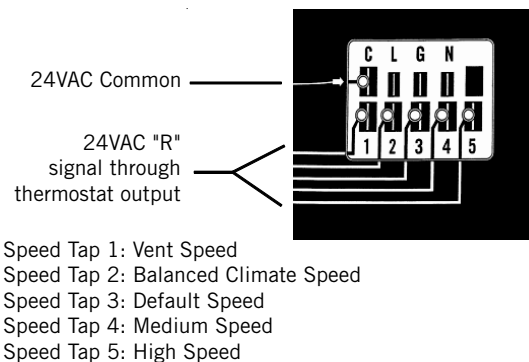 C L G N
24VAC Common
24VAC "R"
signal through
thermostat output
1 2 3 4 5
Speed Tap 1: Vent Speed
Speed Tap 2: Balanced Climate Speed
Speed Tap 3: Default Speed
Speed Tap 4: Medium Speed
Speed Tap 5: High Speed